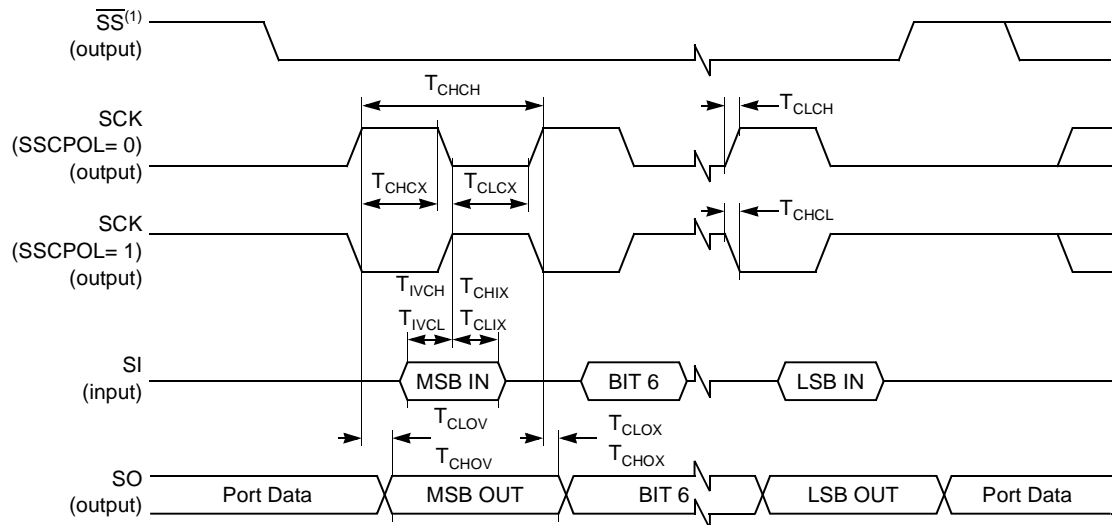 SS(1)
(output)
TCHCH
TCLCH
SCK
(SSCPOL= 0)
(output)
TCHCX
TCLCX
TCHCL
SCK
(SSCPOL= 1)
(output)
TIVCH
TCHIX
TIVCL
TCLIX
SI
(input)
MSB IN
BIT 6
LSB IN
TCLOV
TCLOX
TCHOV
TCHOX
SO
(output)
Port Data
MSB OUT
BIT 6
LSB OUT
Port Data